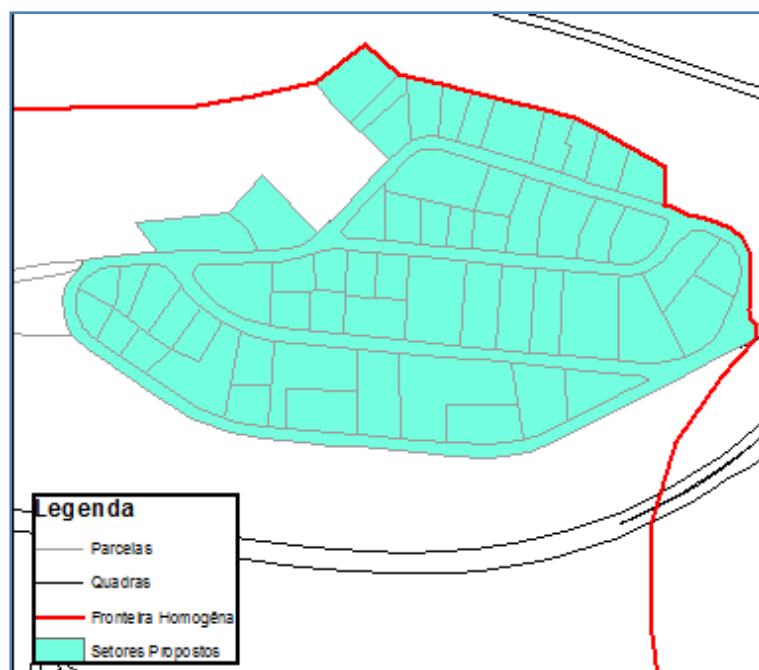 Legenda
Parcelas
Quadras
Fronteira Homogêna
Setores Propostos